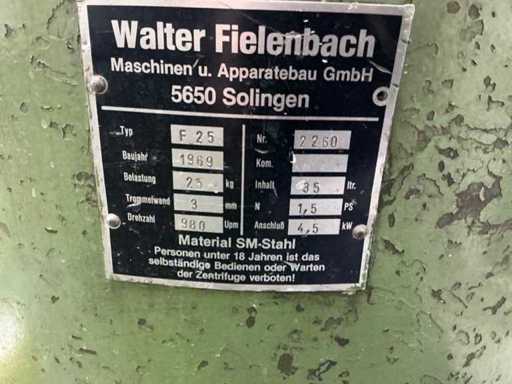 Walter Fielenbach
Maschinen u. Apparatebau GmbH
5650 Solingen
Typ F 25 Nr. 2260
Baujahr 1969 Kom.
Belastung 25 kg Inhalt 35 ltr.
Trommelwand 3 mm N 1,5 PS
Drehzahl 980 Upm Anschluß 4,5 kW
Material SM-Stahl
Personen unter 18 Jahren ist das
selbständige Bedienen oder Warten
der Zentrifuge verboten!